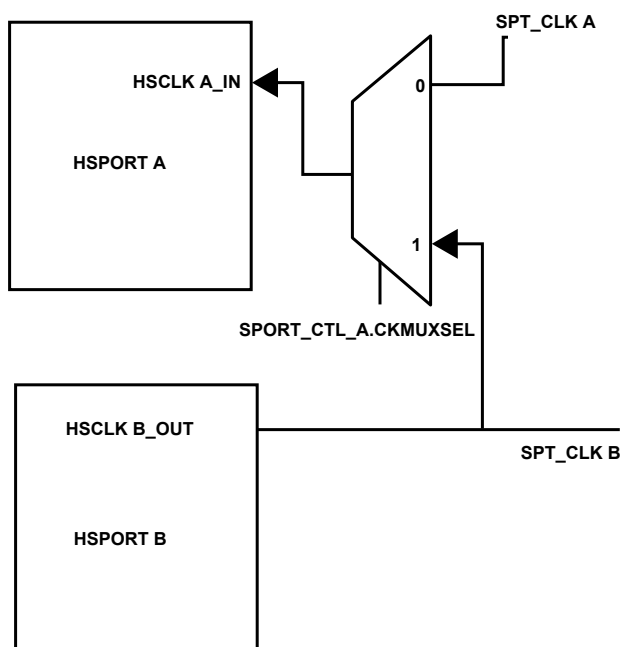 SPT_CLK A
HSCLK A_IN
0
HSPORT A
1
SPORT_CTL_A.CKMUXSEL
HSCLK B_OUT
SPT_CLK B
HSPORT B